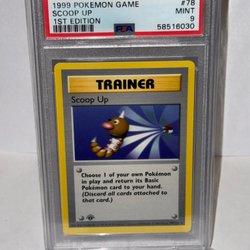 1999 POKEMON GAME #78
SCOOP UP MINT
1ST EDITION 9
PSA 58516030
TRAINER
Scoop Up
Choose 1 of your own Pokémon
in play and return its Basic
Pokémon card to your hand.
(Discard all cards attached to
that card.)